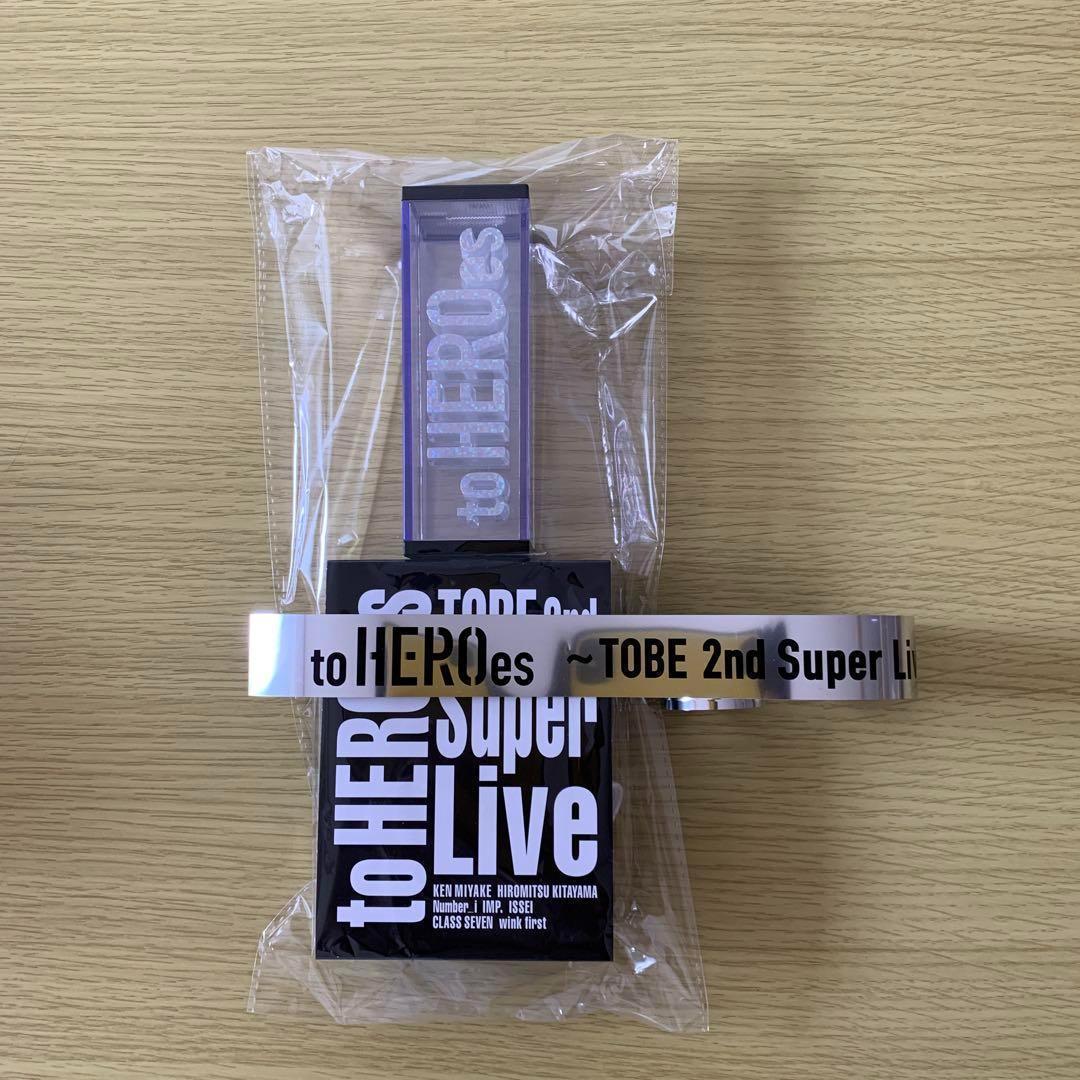 to HEROes
to HEROes ~TOBE 2nd Super Li
to HEROes
TOBE 2nd
Super
Live
KEN MIYAKE HIROMITSU KITAYAMA
Number_i IMP. ISSEI
CLASS SEVEN wink first